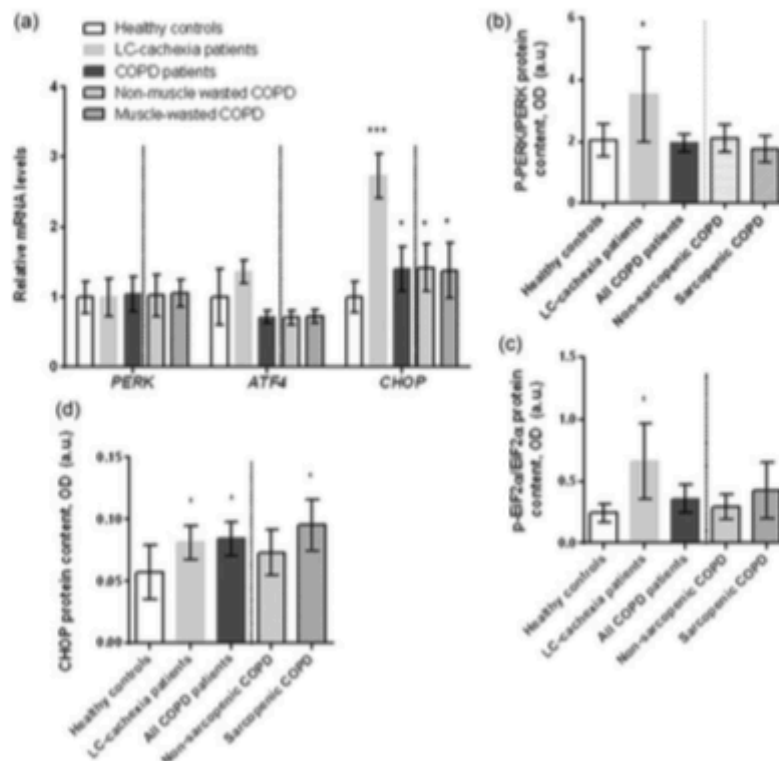 (a)
Healthy controls
LC-cachexia patients
COPD patients
Non-muscle wasted COPD
Muscle-wasted COPD
Relative mRNA levels
4
3
2
1
0
***
*
*
*
PERK
ATF4
CHOP
(b)
P-PERK/PERK protein
content, OD (a.u.)
6
4
2
0
*
Healthy controls
LC-cachexia patients
All COPD patients
Non-sarcopenic COPD
Sarcopenic COPD
(c)
p-EIF2α/EIF2α protein
content, OD (a.u.)
1.5
1.0
0.5
0.0
*
Healthy controls
LC-cachexia patients
All COPD patients
Non-sarcopenic COPD
Sarcopenic COPD
(d)
CHOP protein content, OD (a.u.)
0.15
0.10
0.05
0.00
*
*
*
Healthy controls
LC-cachexia patients
All COPD patients
Non-sarcopenic COPD
Sarcopenic COPD